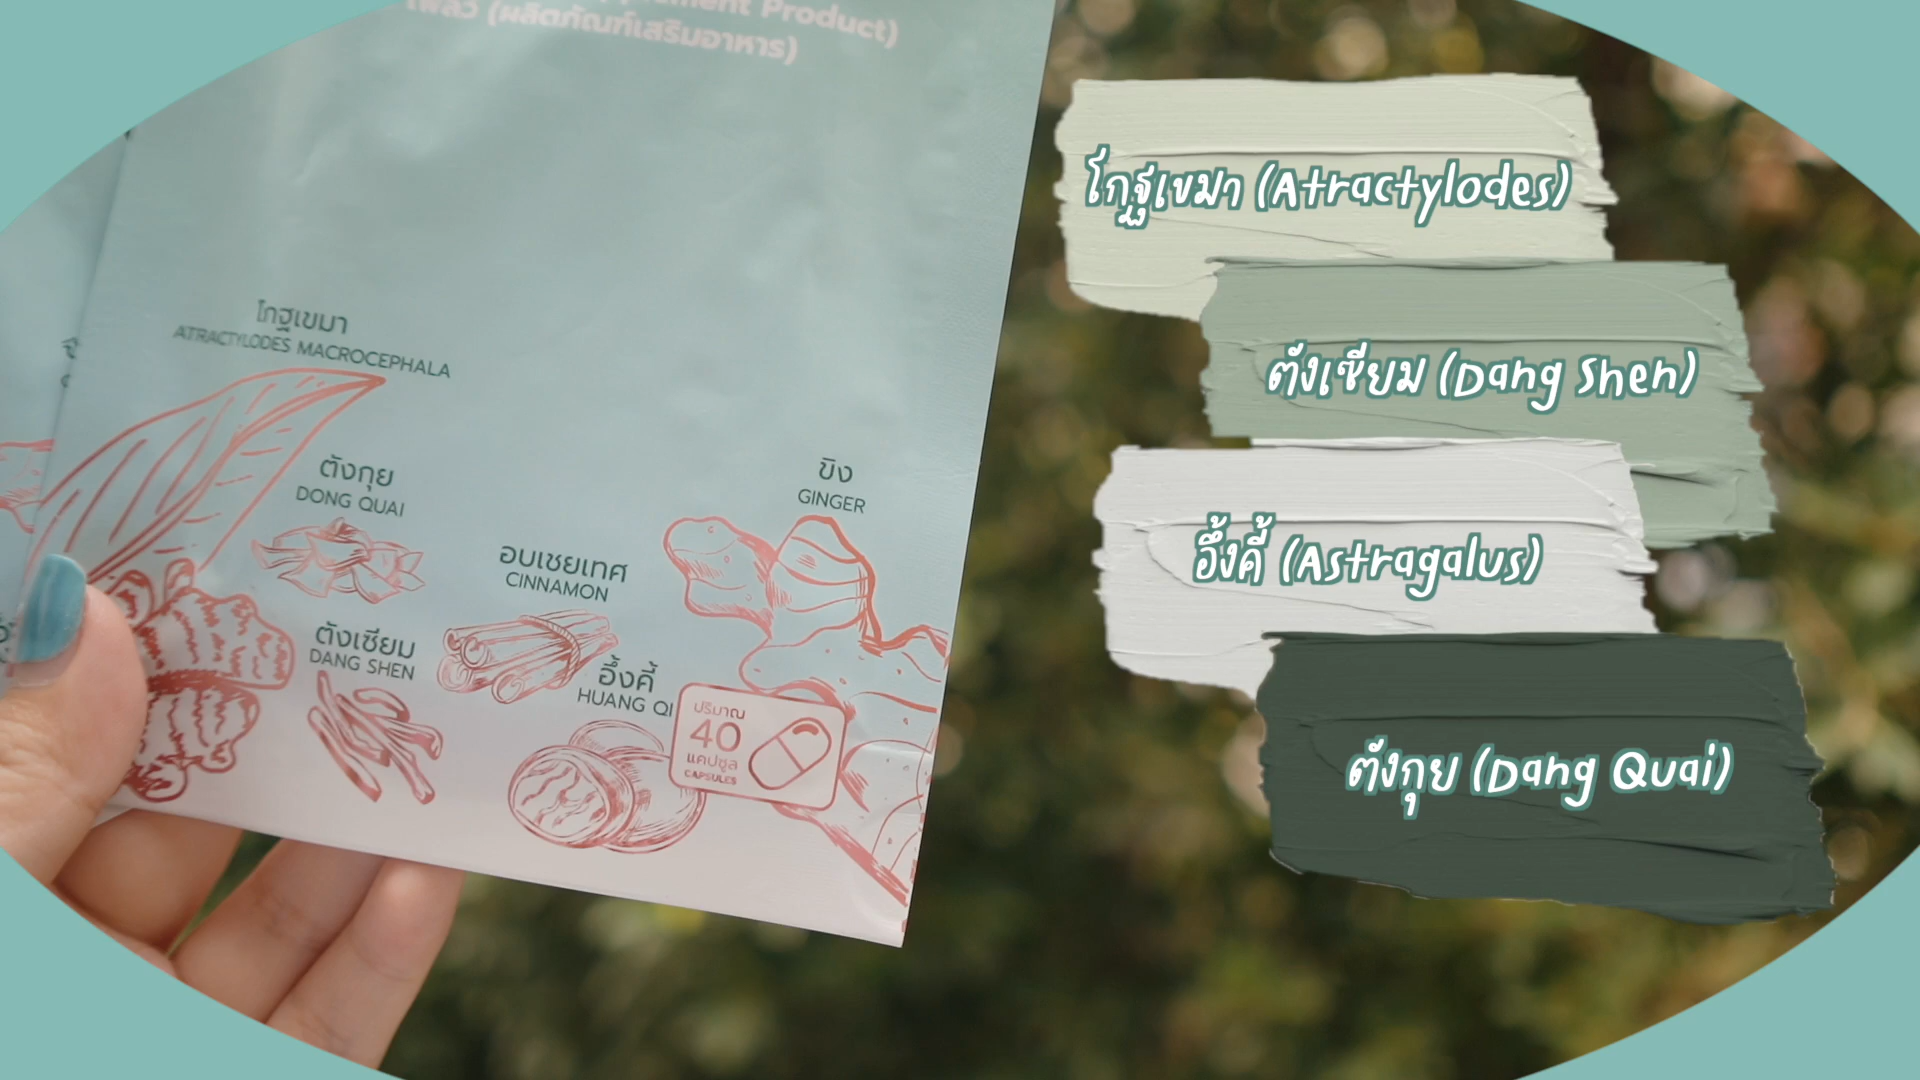 Product)
(ผลิตภัณฑ์เสริมอาหาร)
โกฐเขมา
ATRACTYLODES MACROCEPHALA
ตังกุย
DONG QUAI
ขิง
GINGER
อบเชยเทศ
CINNAMON
ตังเซียม
DANG SHEN
อึ้งคี้
HUANG QI
ปริมาณ
40
แคปซูล
CAPSULES
โกฐเขมา (Atractylodes)
ตังเซียม (Dang Shen)
อึ้งคี้ (Astragalus)
ตังกุย (Dang Quai)